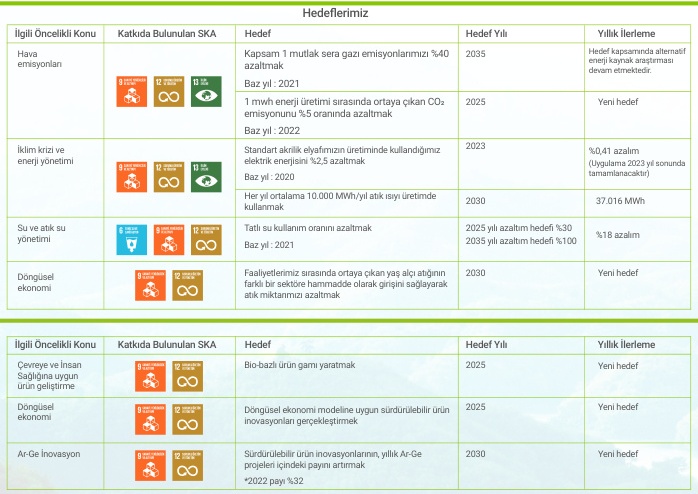 Hedeflerimiz
İlgili Öncelikli Konu Katkıda Bulunulan SKA Hedef Hedef Yılı Yıllık İlerleme
Hava
emisyonları
9
12
13
Kapsam 1 mutlak sera gazı emisyonlarımızı %40
azaltmak
Baz yıl : 2021
2035
Hedef kapsamında alternatif
enerji kaynak araştırması
devam etmektedir.
1 mwh enerji üretimi sırasında ortaya çıkan CO₂
emisyonunu %5 oranında azaltmak
Baz yıl : 2022
2025
Yeni hedef
İklim krizi ve
enerji yönetimi
9
12
13
Standart akrilik elyafımızın üretiminde kullandığımız
elektrik enerjisini %2,5 azaltmak
Baz yıl : 2020
2023
%0,41 azalım
(Uygulama 2023 yıl sonunda
tamamlanacaktır)
Her yıl ortalama 10.000 MWh/yıl atık ısıyı üretimde
kullanmak
2030
37.016 MWh
Su ve atık su
yönetimi
6
9
12
Tatlı su kullanım oranını azaltmak
Baz yıl : 2021
2025 yılı azaltım hedefi %30
2035 yılı azaltım hedefi %100
%18 azalım
Döngüsel
ekonomi
9
12
Faaliyetlerimiz sırasında ortaya çıkan yaş alçı atığının
farklı bir sektöre hammadde olarak girişini sağlayarak
atık miktarımızı azaltmak
2030
Yeni hedef
İlgili Öncelikli Konu Katkıda Bulunulan SKA Hedef Hedef Yılı Yıllık İlerleme
Çevreye ve İnsan
Sağlığına uygun
ürün geliştirme
9
12
Bio-bazlı ürün gamı yaratmak
2025
Yeni hedef
Döngüsel
ekonomi
9
12
Döngüsel ekonomi modeline uygun sürdürülebilir ürün
inovasyonları gerçekleştirmek
2025
Yeni hedef
Ar-Ge İnovasyon
9
12
Sürdürülebilir ürün inovasyonlarının, yıllık Ar-Ge
projeleri içindeki payını artırmak
*2022 payı %32
2030
Yeni hedef